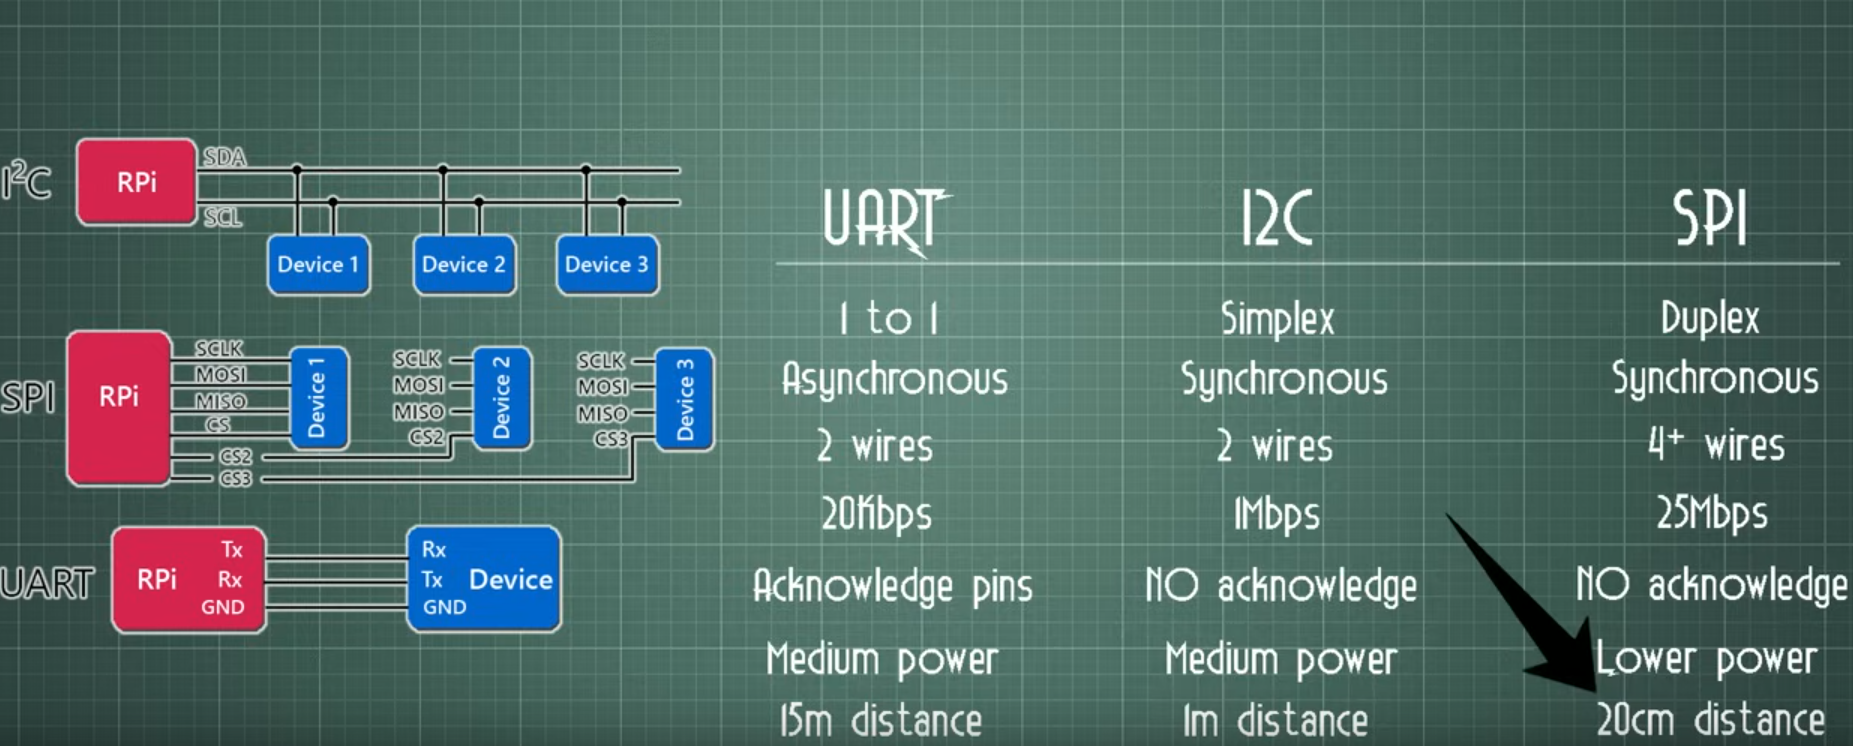 I²C
RPi
SDA
SCL
Device 1
Device 2
Device 3
SPI
RPi
SCLK
MOSI
MISO
CS
CS2
CS3
Device 1
SCLK
MOSI
MISO
CS2
Device 2
SCLK
MOSI
MISO
CS3
Device 3
UART
RPi
Tx
Rx
GND
Rx
Tx
GND
Device
UART I2C SPI
1 to 1 Simplex Duplex
Asynchronous Synchronous Synchronous
2 wires 2 wires 4+ wires
20Kbps 1Mbps 25Mbps
Acknowledge pins NO acknowledge NO acknowledge
Medium power Medium power Lower power
15m distance 1m distance 20cm distance